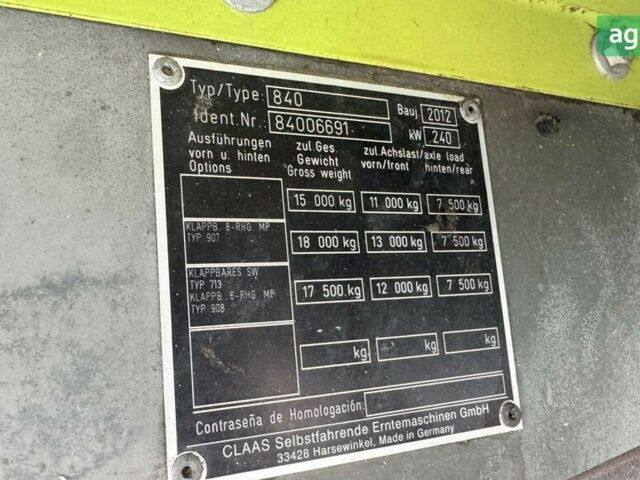 ag
Typ/Type: 840
Bauj. 2012
Ident.Nr.: 84006691
kW 240
Ausführungen vorn u. hinten Options
zul.Ges. Gewicht Gross weight
zul.Achslast/axle load vorn/front hinten/rear
15 000 kg 11 000 kg 7 500 kg
KLAPPB. 8-RHG MP
TYP 907
18 000 kg 13 000 kg 7 500 kg
KLAPPBARES SW
TYP 713
KLAPPB .6-RHG MP
TYP 908
17 500 kg 12 000 kg 7 500 kg
kg kg kg
Contraseña de Homologación:
CLAAS Selbstfahrende Erntemaschinen GmbH
33428 Harsewinkel, Made in Germany